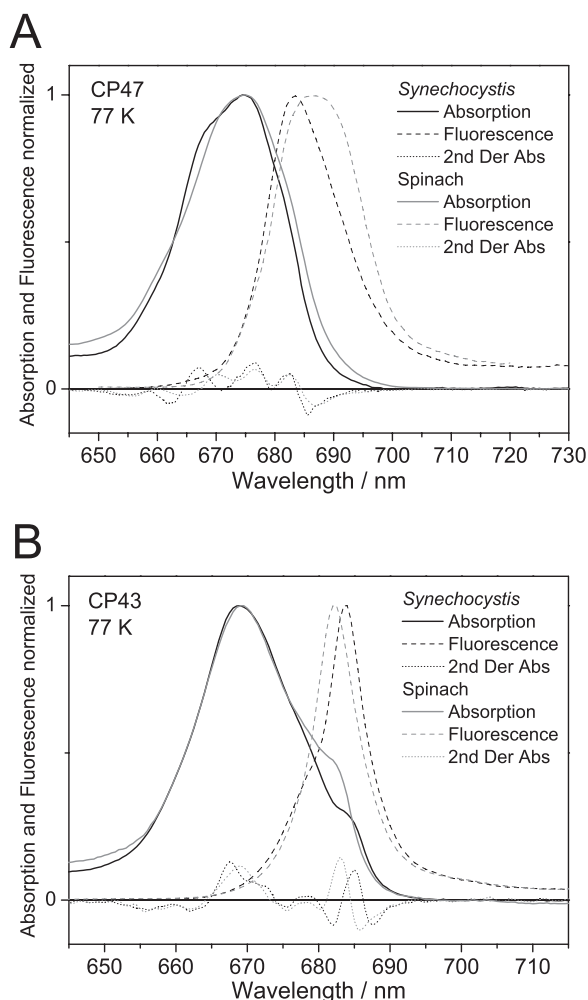 A
CP47
77 K
Synechocystis
Absorption
Fluorescence
2nd Der Abs
Spinach
Absorption
Fluorescence
2nd Der Abs
Absorption and Fluorescence normalized
1
0
650 660 670 680 690 700 710 720 730
Wavelength / nm
B
CP43
77 K
Synechocystis
Absorption
Fluorescence
2nd Der Abs
Spinach
Absorption
Fluorescence
2nd Der Abs
Absorption and Fluorescence normalized
1
0
650 660 670 680 690 700 710
Wavelength / nm